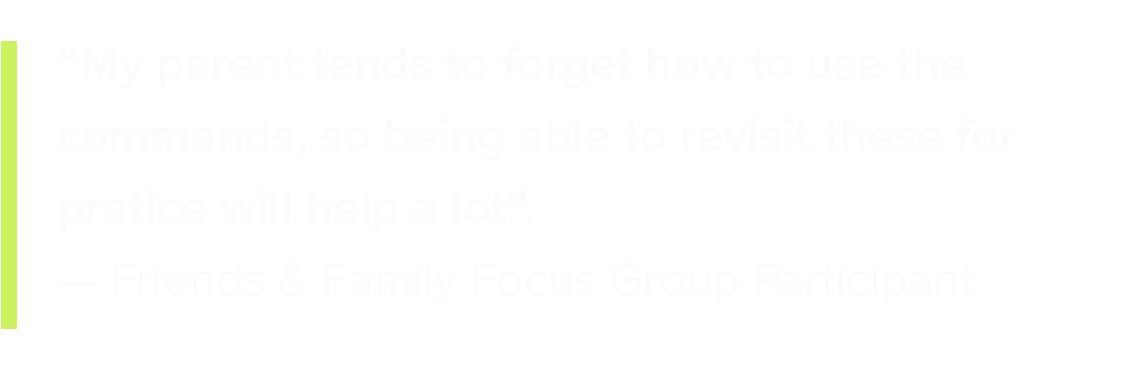 “My parent tends to forget how to use the
commands, so being able to revisit these for
pratice will help a lot”.
— Friends & Family Focus Group Participant